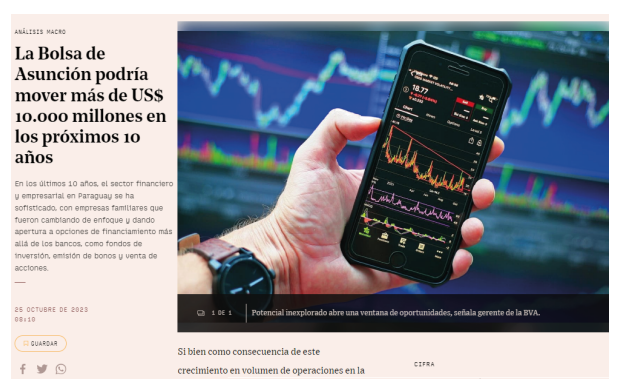 ANÁLISIS MACRO
La Bolsa de
Asunción podría
mover más de US$
10.000 millones en
los próximos 10
años
En los últimos 10 años, el sector financiero
y empresarial en Paraguay se ha
sofisticado, con empresas familiares que
fueron cambiando de enfoque y dando
apertura a opciones de financiamiento más
allá de los bancos, como fondos de
inversión, emisión de bonos y venta de
acciones.
25 OCTUBRE DE 2023
08:19
GUARDAR
18.77
Chart
1 DE 1
Potencial inexplorado abre una ventana de oportunidades, señala gerente de la BVA.
Si bien como consecuencia de este
crecimiento en volumen de operaciones en la
CIFRA